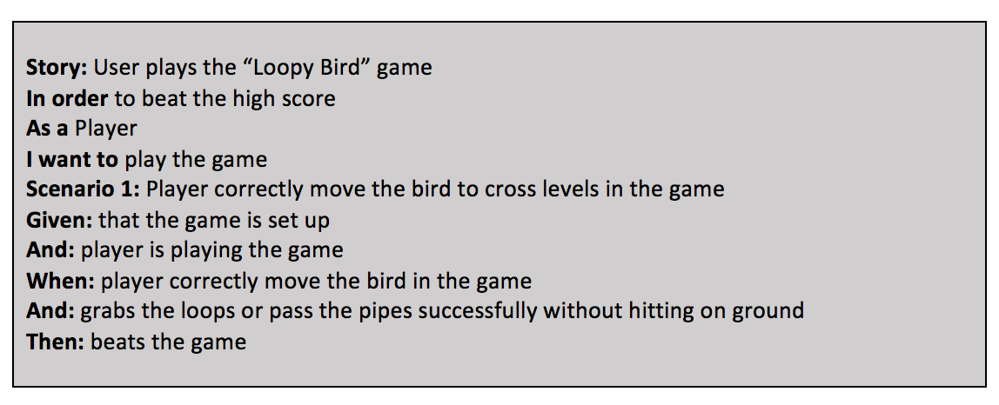 Story: User plays the “Loopy Bird” game
In order to beat the high score
As a Player
I want to play the game
Scenario 1: Player correctly move the bird to cross levels in the game
Given: that the game is set up
And: player is playing the game
When: player correctly move the bird in the game
And: grabs the loops or pass the pipes successfully without hitting on ground
Then: beats the game